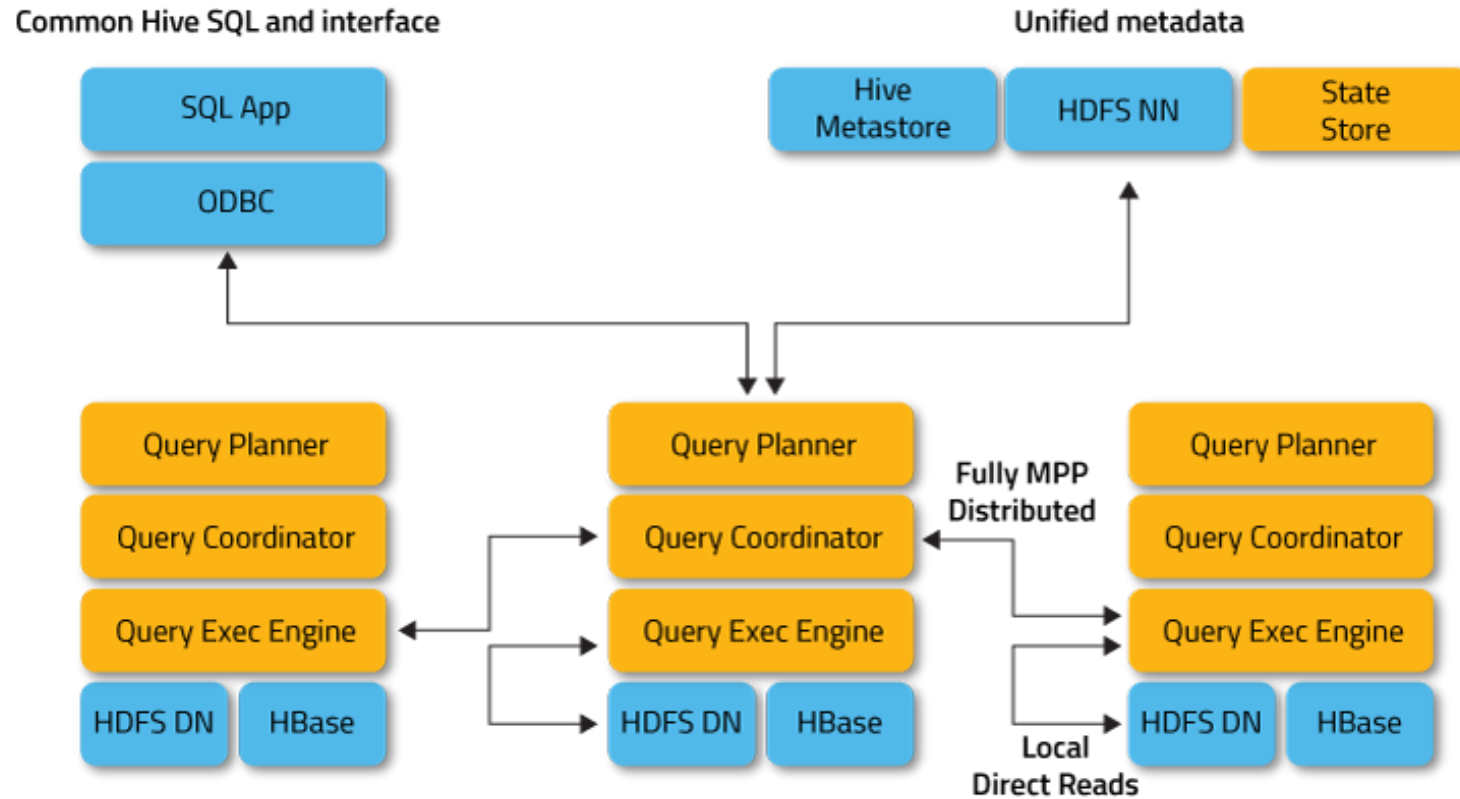 Common Hive SQL and interface
Unified metadata
SQL App
ODBC
Hive
Metastore
HDFS NN
State
Store
Query Planner
Query Coordinator
Query Exec Engine
HDFS DN
HBase
Query Planner
Query Coordinator
Query Exec Engine
HDFS DN
HBase
Fully MPP
Distributed
Local
Direct Reads
Query Planner
Query Coordinator
Query Exec Engine
HDFS DN
HBase